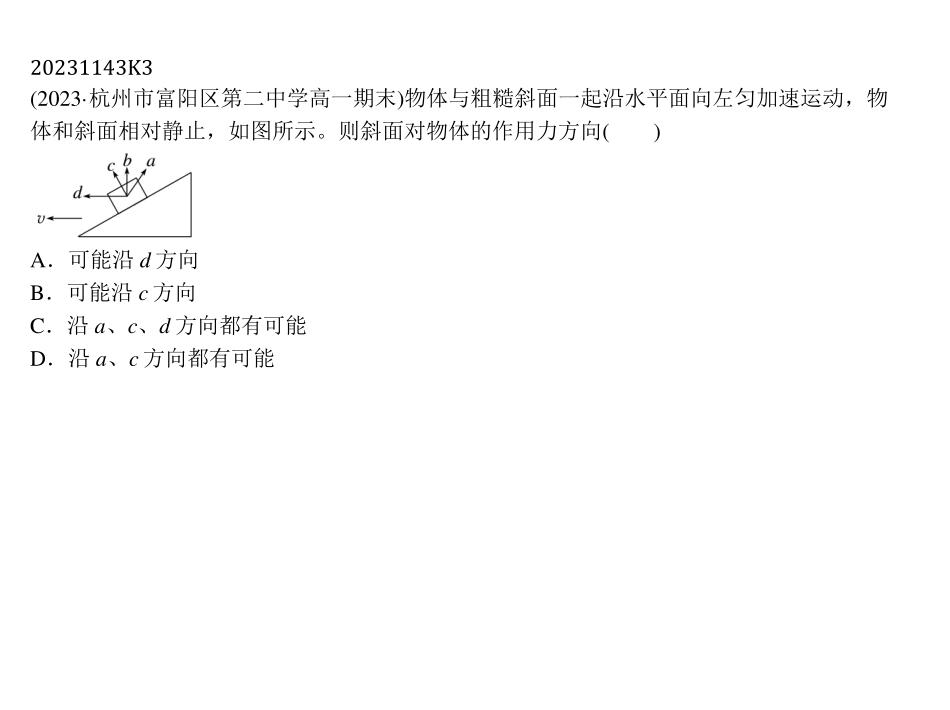 20231143K3
(2023·杭州市富阳区第二中学高一期末)物体与粗糙斜面一起沿水平面向左匀加速运动，物
体和斜面相对静止，如图所示。则斜面对物体的作用力方向(　　)
c b a
d
v
A．可能沿 d 方向
B．可能沿 c 方向
C．沿 a、c、d 方向都有可能
D．沿 a、c 方向都有可能